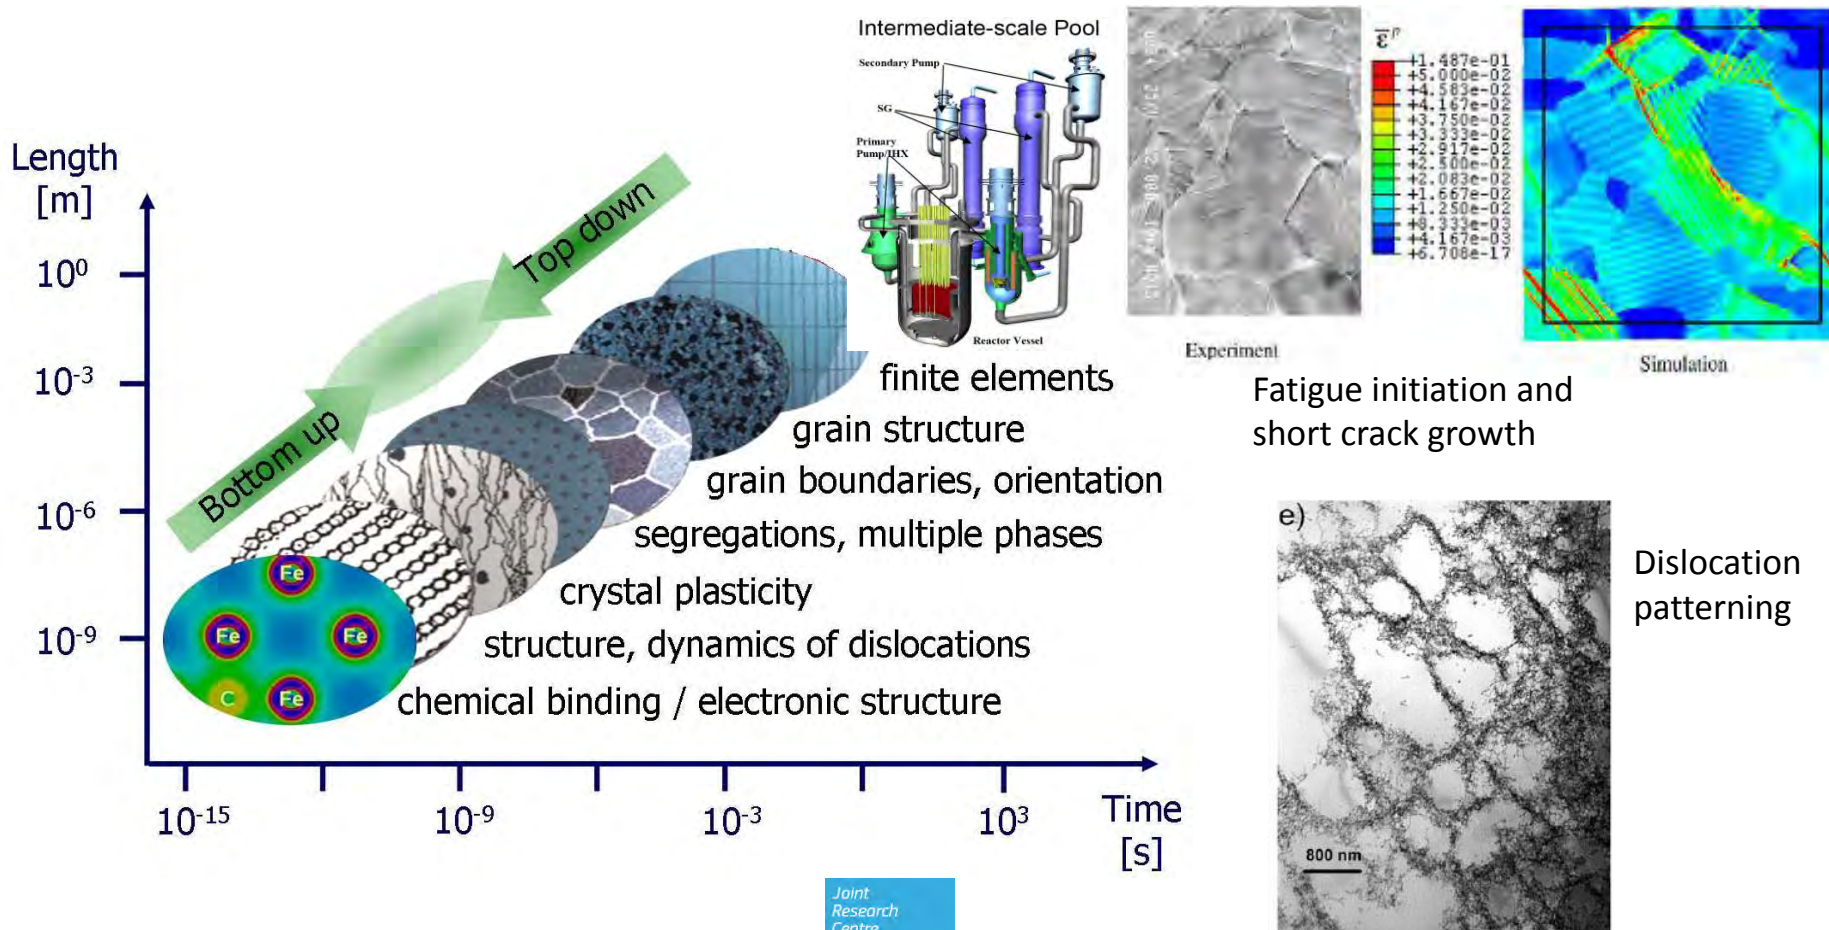 Length
[m]
10⁰
10⁻³
10⁻⁶
10⁻⁹
Top down
Bottom up
Fe
Fe
Fe
C
Fe
finite elements
grain structure
grain boundaries, orientation
segregations, multiple phases
crystal plasticity
structure, dynamics of dislocations
chemical binding / electronic structure
10⁻¹⁵
10⁻⁹
10⁻³
10³
Time
[s]
Intermediate-scale Pool
Secondary Pump
SG
Primary
Pump/IHX
Reactor Vessel
Experiment
ε̄ᵖ
+1.487e-01
+5.000e-02
+4.583e-02
+4.167e-02
+3.750e-02
+3.333e-02
+2.917e-02
+2.500e-02
+2.083e-02
+1.667e-02
+1.250e-02
+8.333e-03
+4.167e-03
+6.708e-17
Simulation
Fatigue initiation and
short crack growth
e)
800 nm
Dislocation
patterning
Joint
Research
Centre